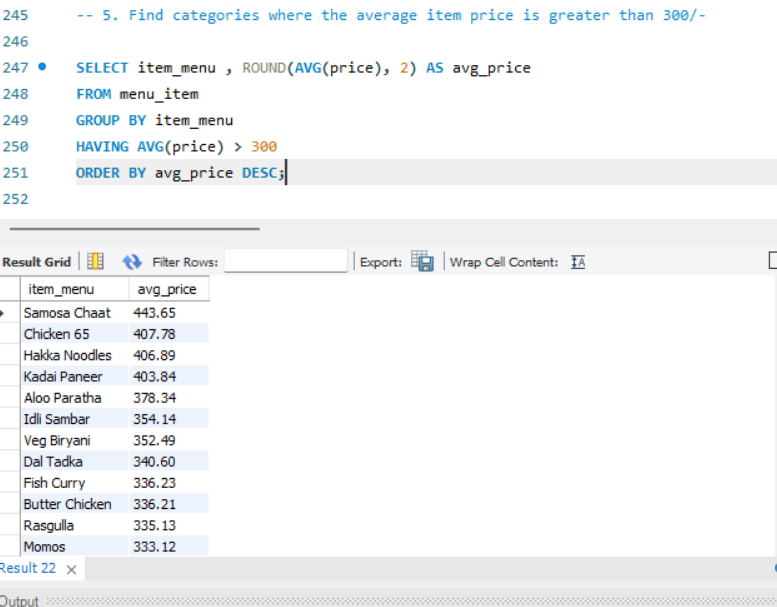 245 -- 5. Find categories where the average item price is greater than 300/-
246
247 SELECT item_menu , ROUND(AVG(price), 2) AS avg_price
248 FROM menu_item
249 GROUP BY item_menu
250 HAVING AVG(price) > 300
251 ORDER BY avg_price DESC;
252
Result Grid Filter Rows: Export: Wrap Cell Content: IA
item_menu avg_price
Samosa Chaat 443.65
Chicken 65 407.78
Hakka Noodles 406.89
Kadai Paneer 403.84
Aloo Paratha 378.34
Idli Sambar 354.14
Veg Biryani 352.49
Dal Tadka 340.60
Fish Curry 336.23
Butter Chicken 336.21
Rasgulla 335.13
Momos 333.12
Result 22 ×
Output